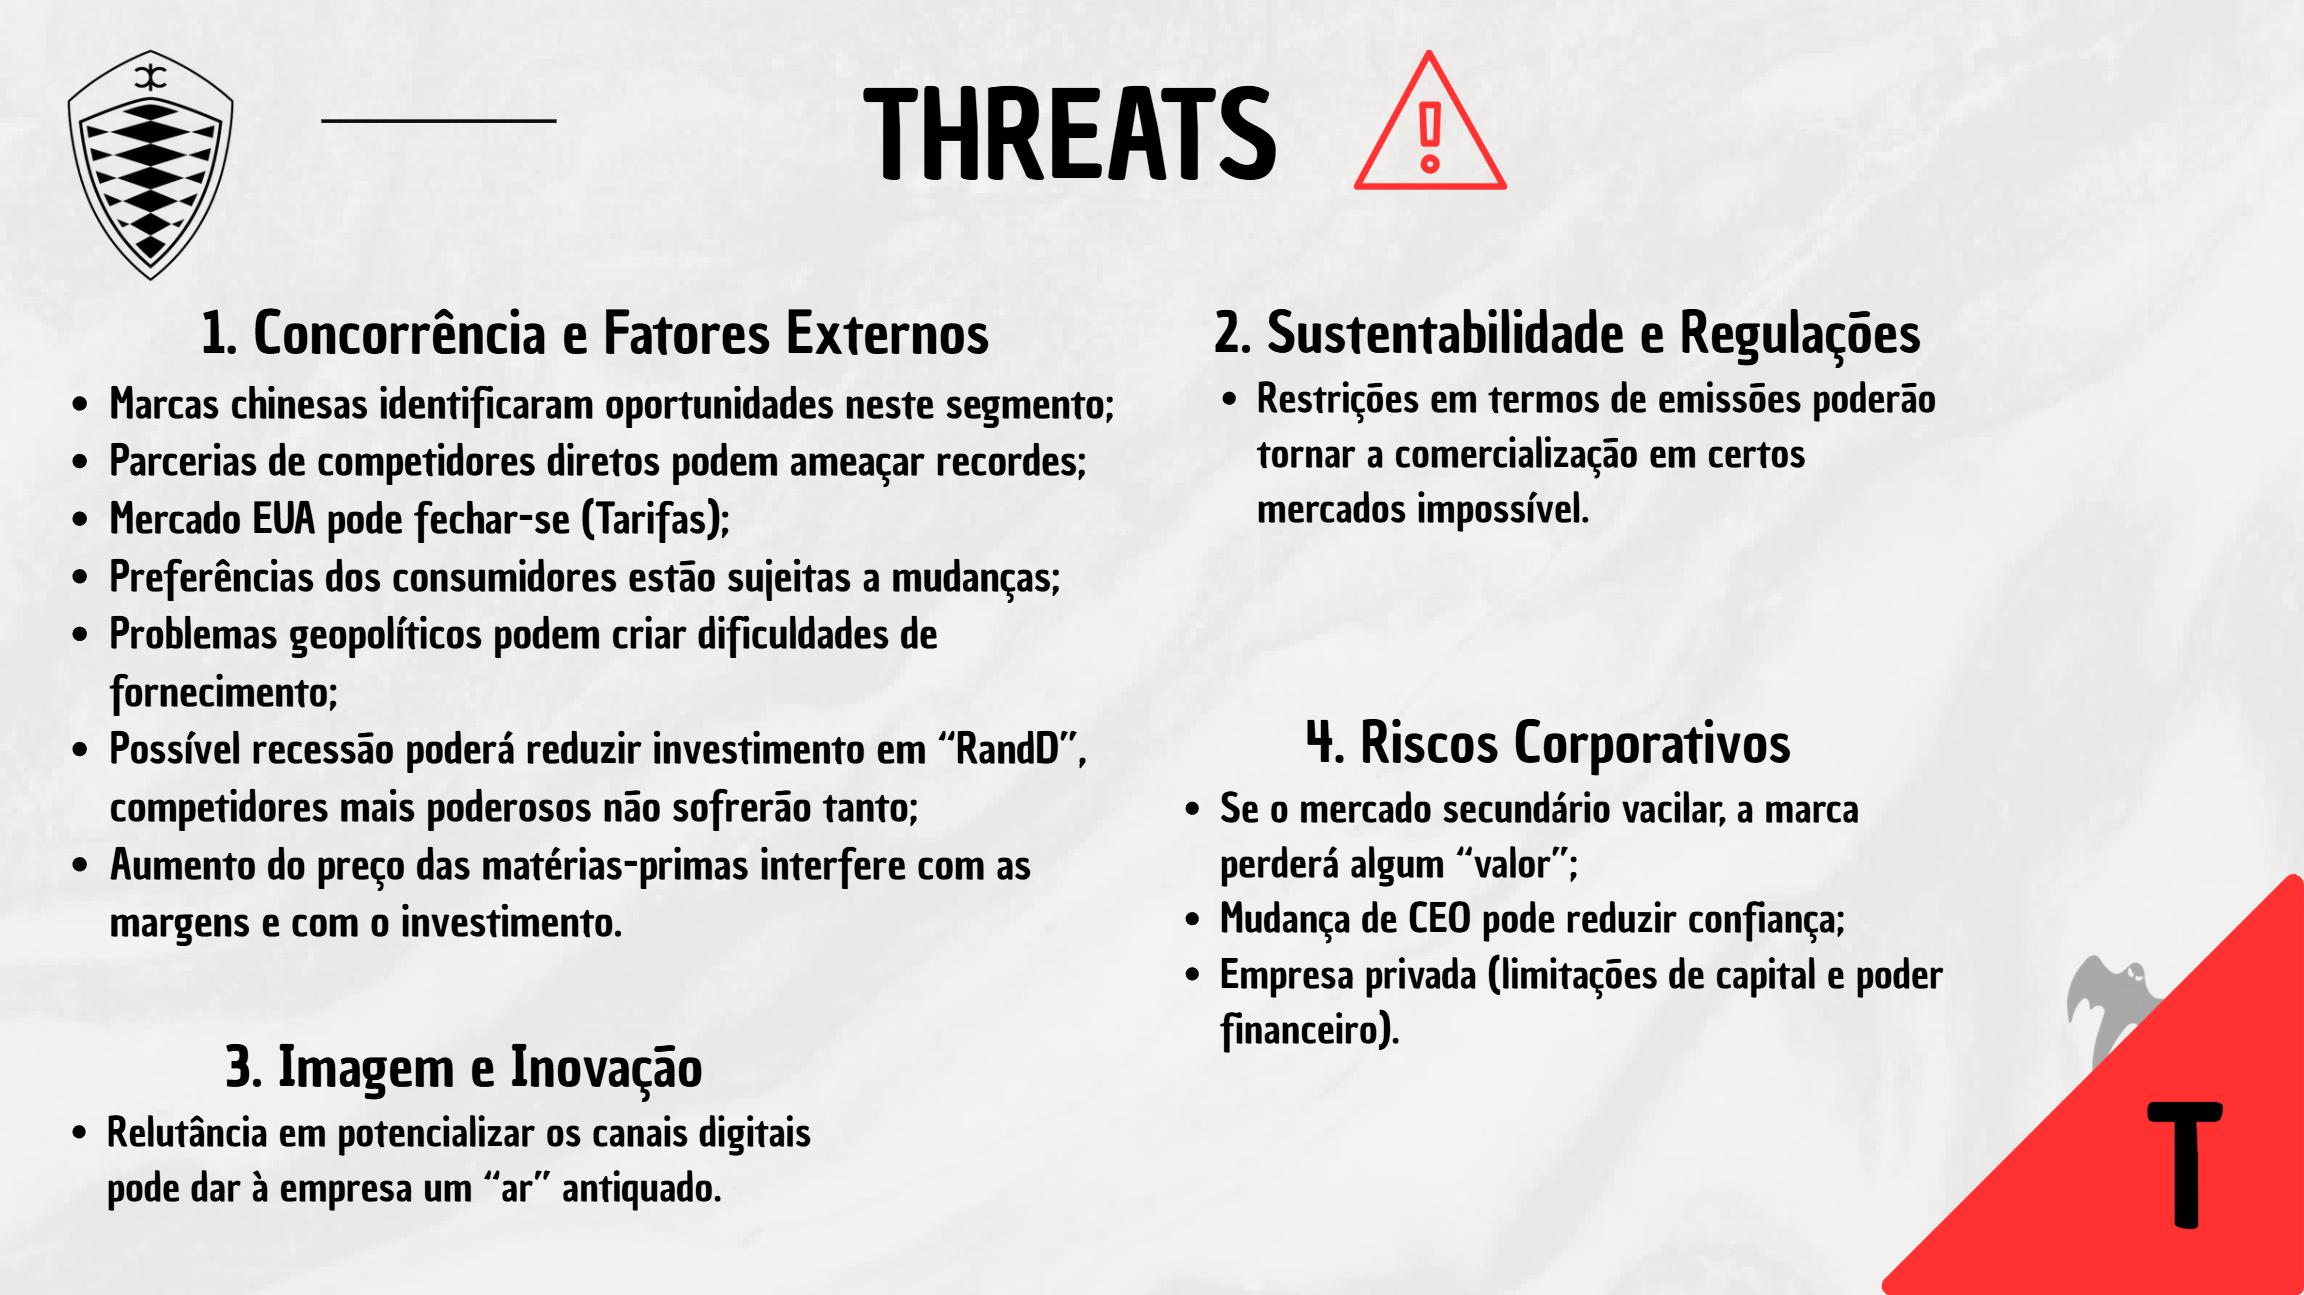 THREATS
1. Concorrência e Fatores Externos
• Marcas chinesas identificaram oportunidades neste segmento;
• Parcerias de competidores diretos podem ameaçar recordes;
• Mercado EUA pode fechar-se (Tarifas);
• Preferências dos consumidores estão sujeitas a mudanças;
• Problemas geopolíticos podem criar dificuldades de
fornecimento;
• Possível recessão poderá reduzir investimento em “RandD”,
competidores mais poderosos não sofrerão tanto;
• Aumento do preço das matérias-primas interfere com as
margens e com o investimento.
2. Sustentabilidade e Regulações
• Restrições em termos de emissões poderão
tornar a comercialização em certos
mercados impossível.
3. Imagem e Inovação
• Relutância em potencializar os canais digitais
pode dar à empresa um “ar” antiquado.
4. Riscos Corporativos
• Se o mercado secundário vacilar, a marca
perderá algum “valor”;
• Mudança de CEO pode reduzir confiança;
• Empresa privada (limitações de capital e poder
financeiro).
T